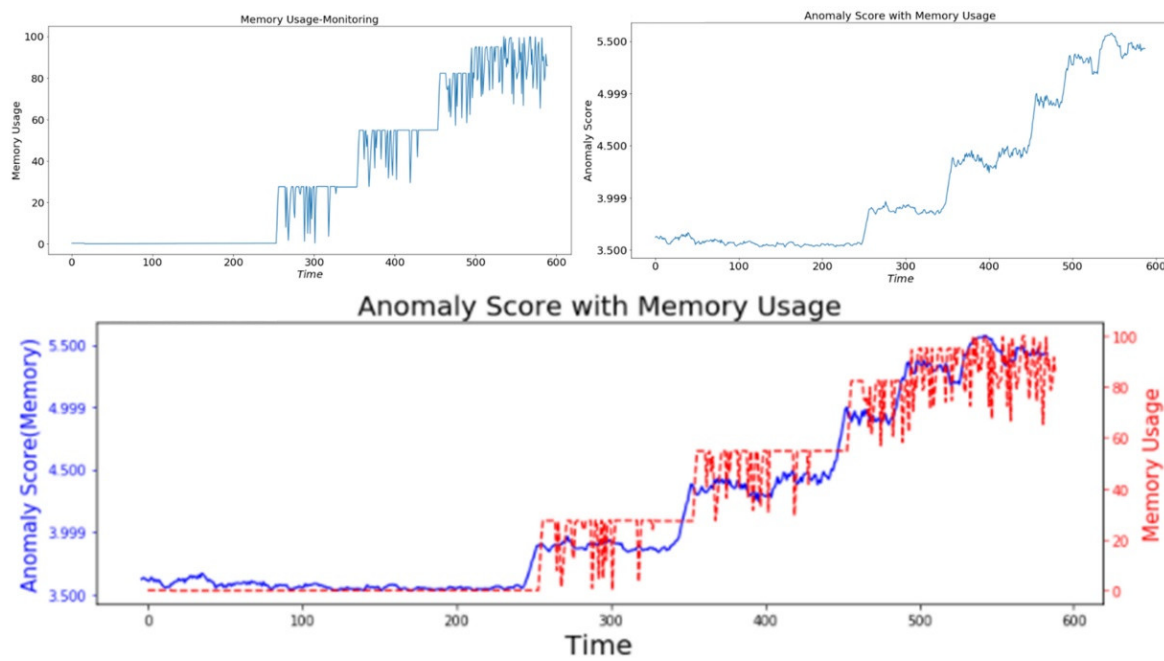 Memory Usage-Monitoring
100
80
60
40
20
0
Memory Usage
0 100 200 300 400 500 600
Time
Anomaly Score with Memory Usage
5.500
4.999
4.500
3.999
3.500
Anomaly Score
0 100 200 300 400 500 600
Time
Anomaly Score with Memory Usage
5.500
4.999
4.500
3.999
3.500
Anomaly Score(Memory)
100
80
60
40
20
0
Memory Usage
0 100 200 300 400 500 600
Time